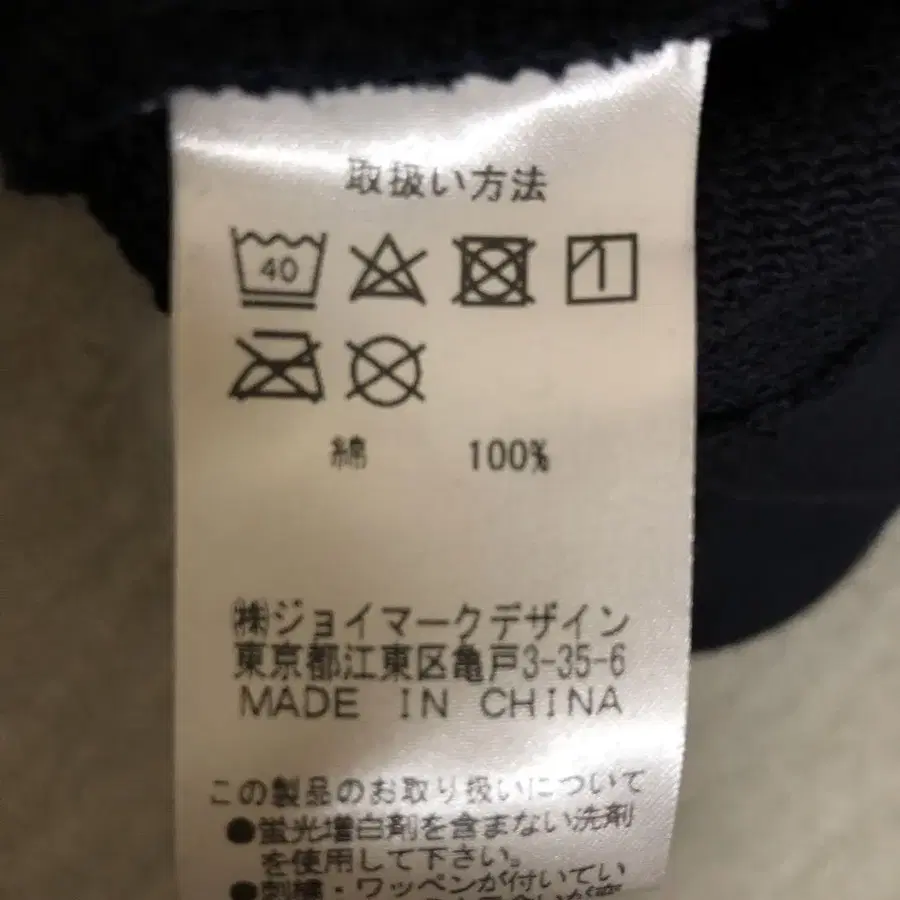 取扱い方法
40
綿 100%
㈱ジョイマークデザイン
東京都江東区亀戸3-35-6
MADE IN CHINA
この製品のお取り扱いについて
●蛍光増白剤を含まない洗剤
を使用して下さい。
●刺繍・ワッペンが付いてい